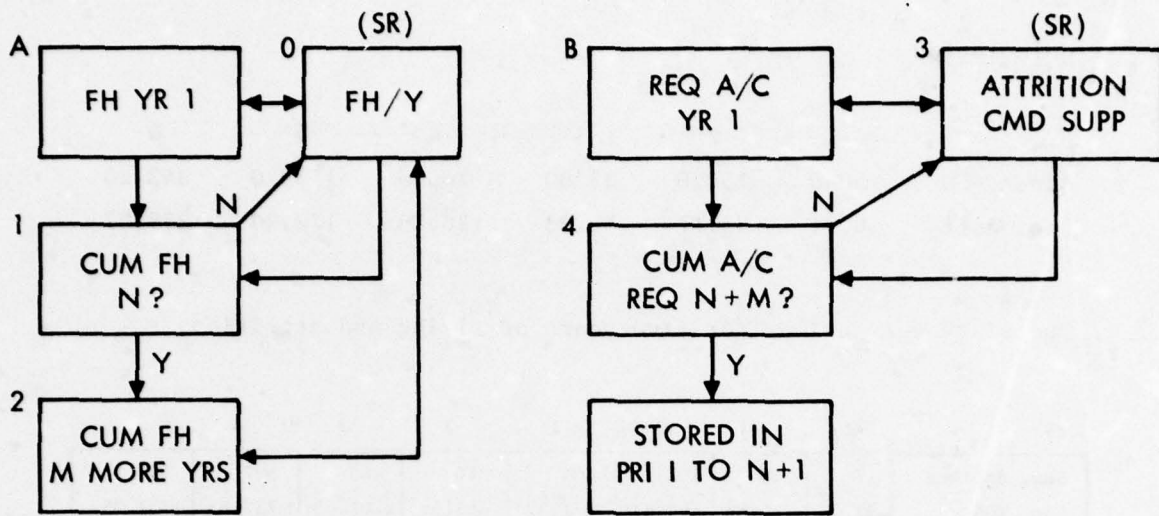 (SR)
A
FH YR 1
0
FH/Y
N
1
CUM FH
N?
Y
2
CUM FH
M MORE YRS
(SR)
B
REQ A/C
YR 1
3
ATTRITION
CMD SUPP
N
4
CUM A/C
REQ N+M?
Y
STORED IN
PRI I TO N+1